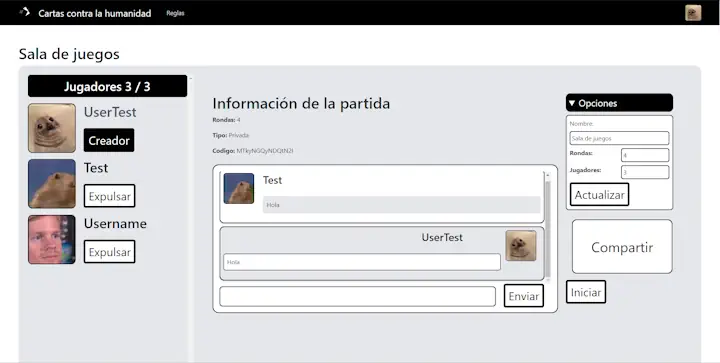 Cartas contra la humanidad
Reglas
Sala de juegos
Jugadores 3 / 3
UserTest
Creador
Test
Expulsar
Username
Expulsar
Información de la partida
Rondas: 4
Tipo: Privada
Codigo: MTkyNGQyNDQtN2I
Test
Hola
UserTest
Hola
Enviar
▼ Opciones
Nombre:
Sala de juegos
Rondas: 4
Jugadores: 3
Actualizar
Compartir
Iniciar